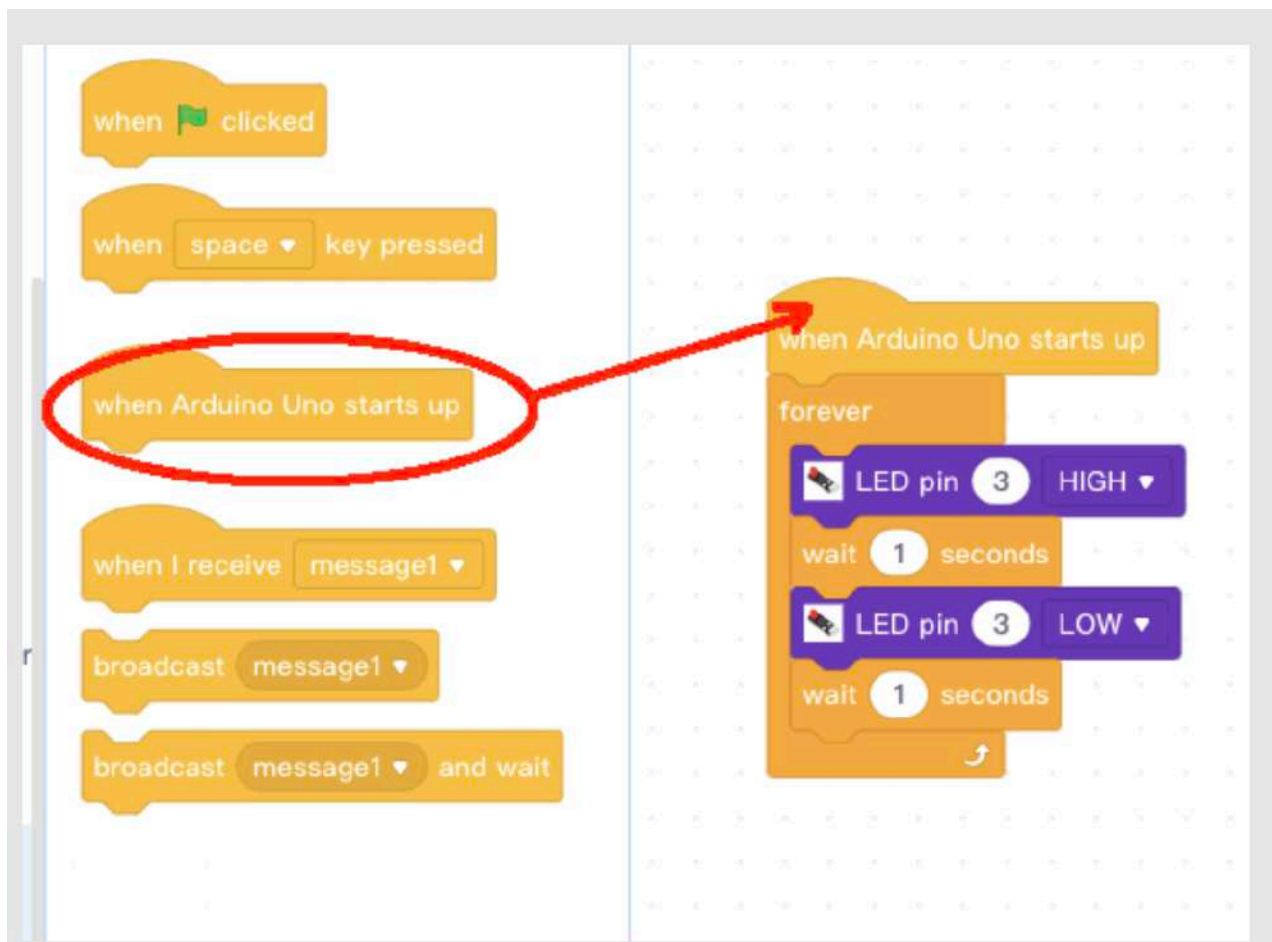 when clicked
when space key pressed
when Arduino Uno starts up
when I receive message1
broadcast message1
broadcast message1 and wait
r
when Arduino Uno starts up
forever
LED pin 3 HIGH
wait 1 seconds
LED pin 3 LOW
wait 1 seconds